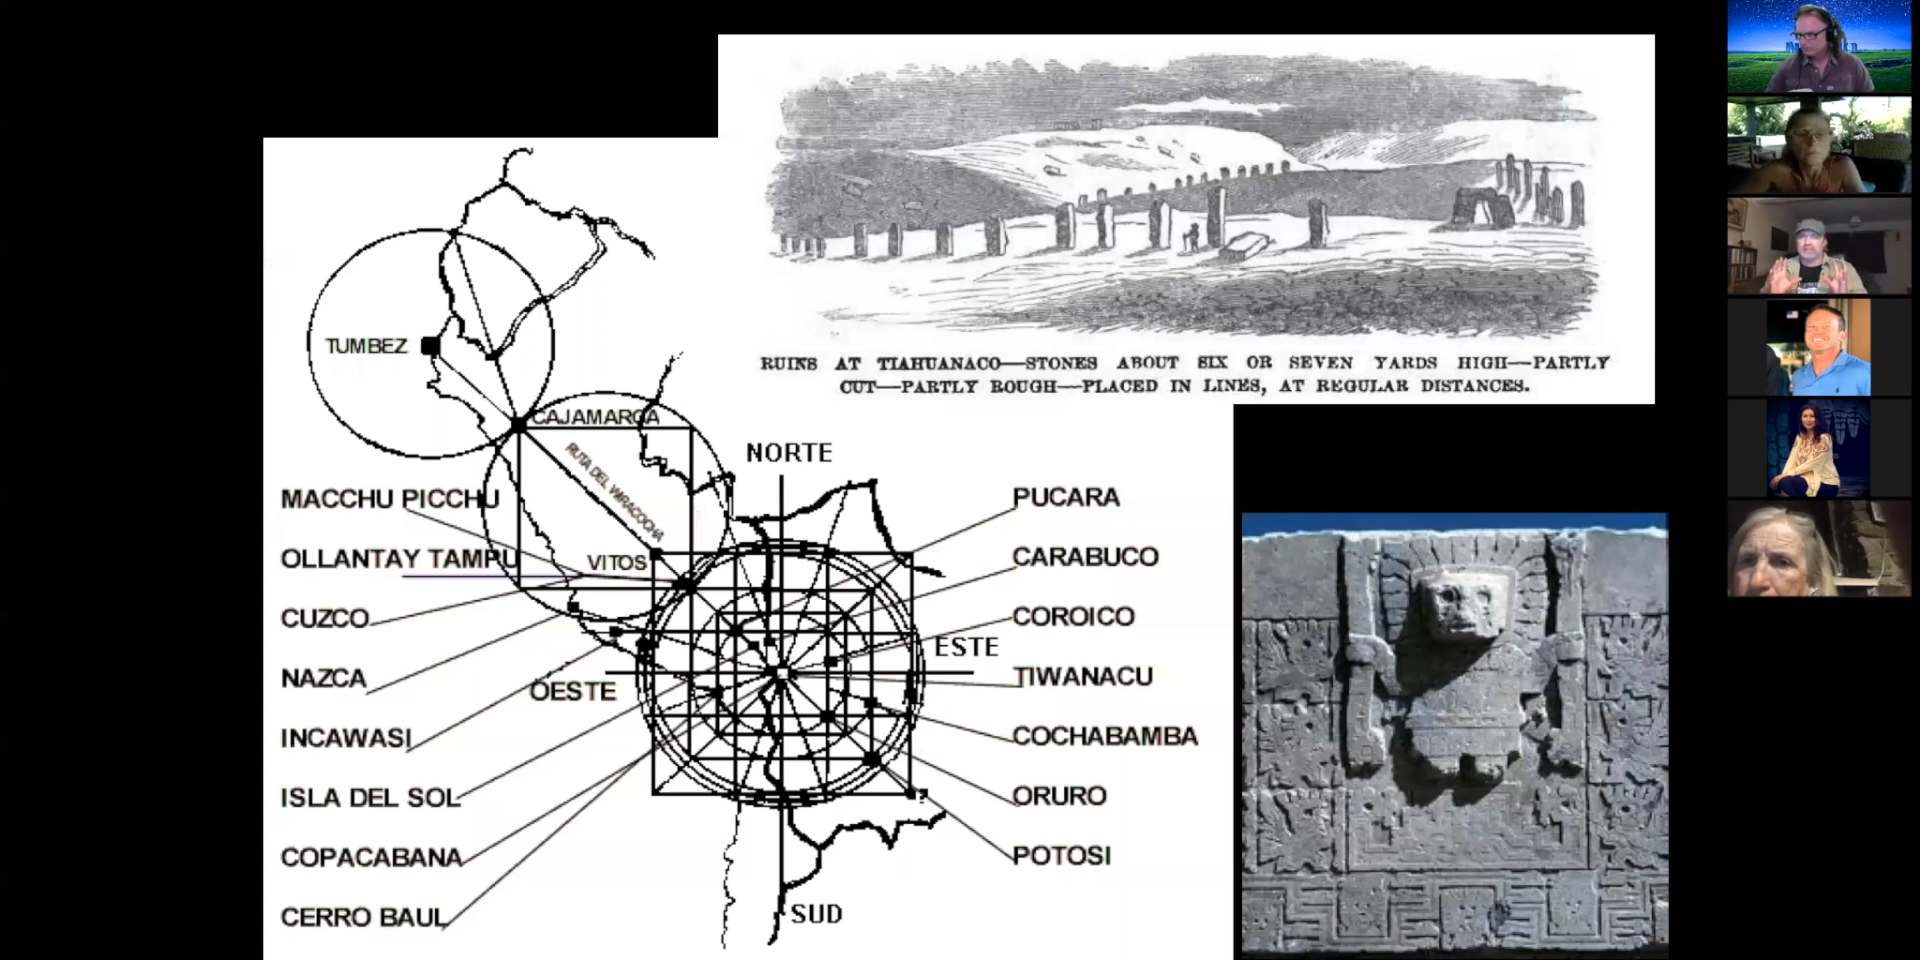 RUINS AT TIAHUANACO—STONES ABOUT SIX OR SEVEN YARDS HIGH—PARTLY
CUT—PARTLY ROUGH—PLACED IN LINES, AT REGULAR DISTANCES.
TUMBEZ
CAJAMARCA
RUTA DEL WIRACOCHA
NORTE
MACCHU PICCHU
OLLANTAY TAMPU
VITOS
CUZCO
NAZCA
INCAWASI
ISLA DEL SOL
COPACABANA
CERRO BAUL
OESTE
ESTE
SUD
PUCARA
CARABUCO
COROICO
TIWANACU
COCHABAMBA
ORURO
POTOSI
?